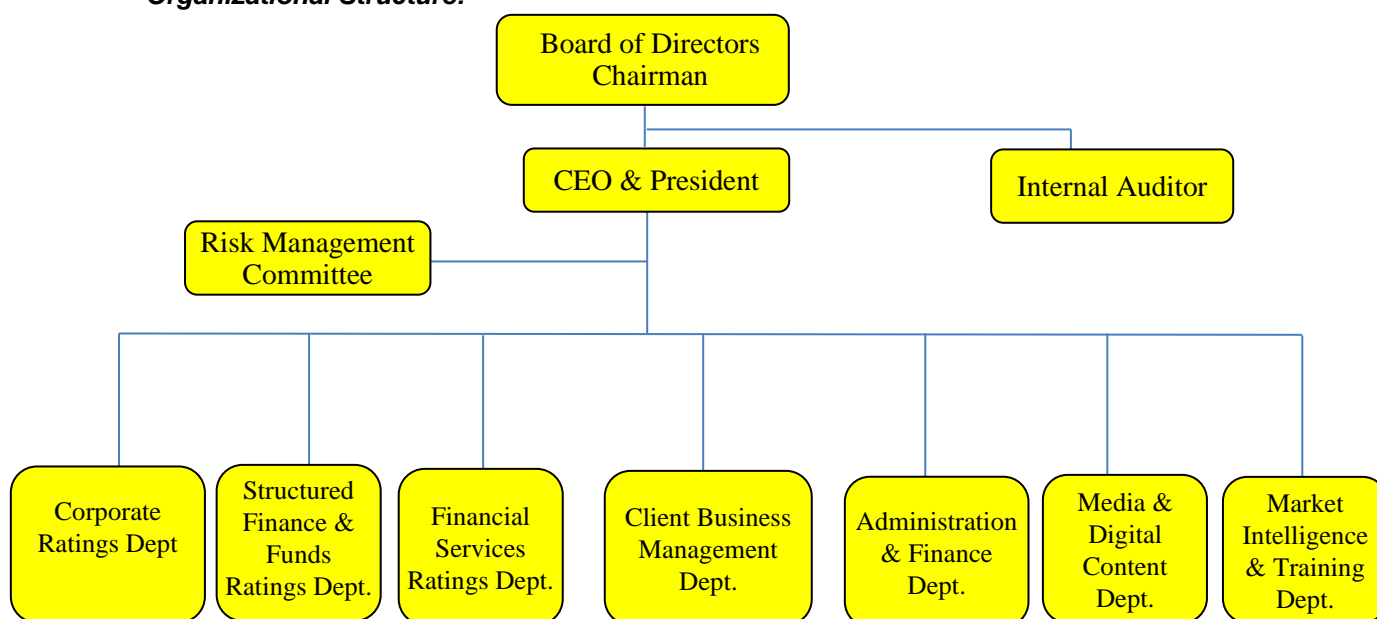 Organizational Structure:
Board of Directors
Chairman
CEO & President
Internal Auditor
Risk Management
Committee
Corporate
Ratings Dept
Structured
Finance &
Funds
Ratings Dept.
Financial
Services
Ratings Dept.
Client Business
Management
Dept.
Administration
& Finance
Dept.
Media &
Digital
Content
Dept.
Market
Intelligence
& Training
Dept.